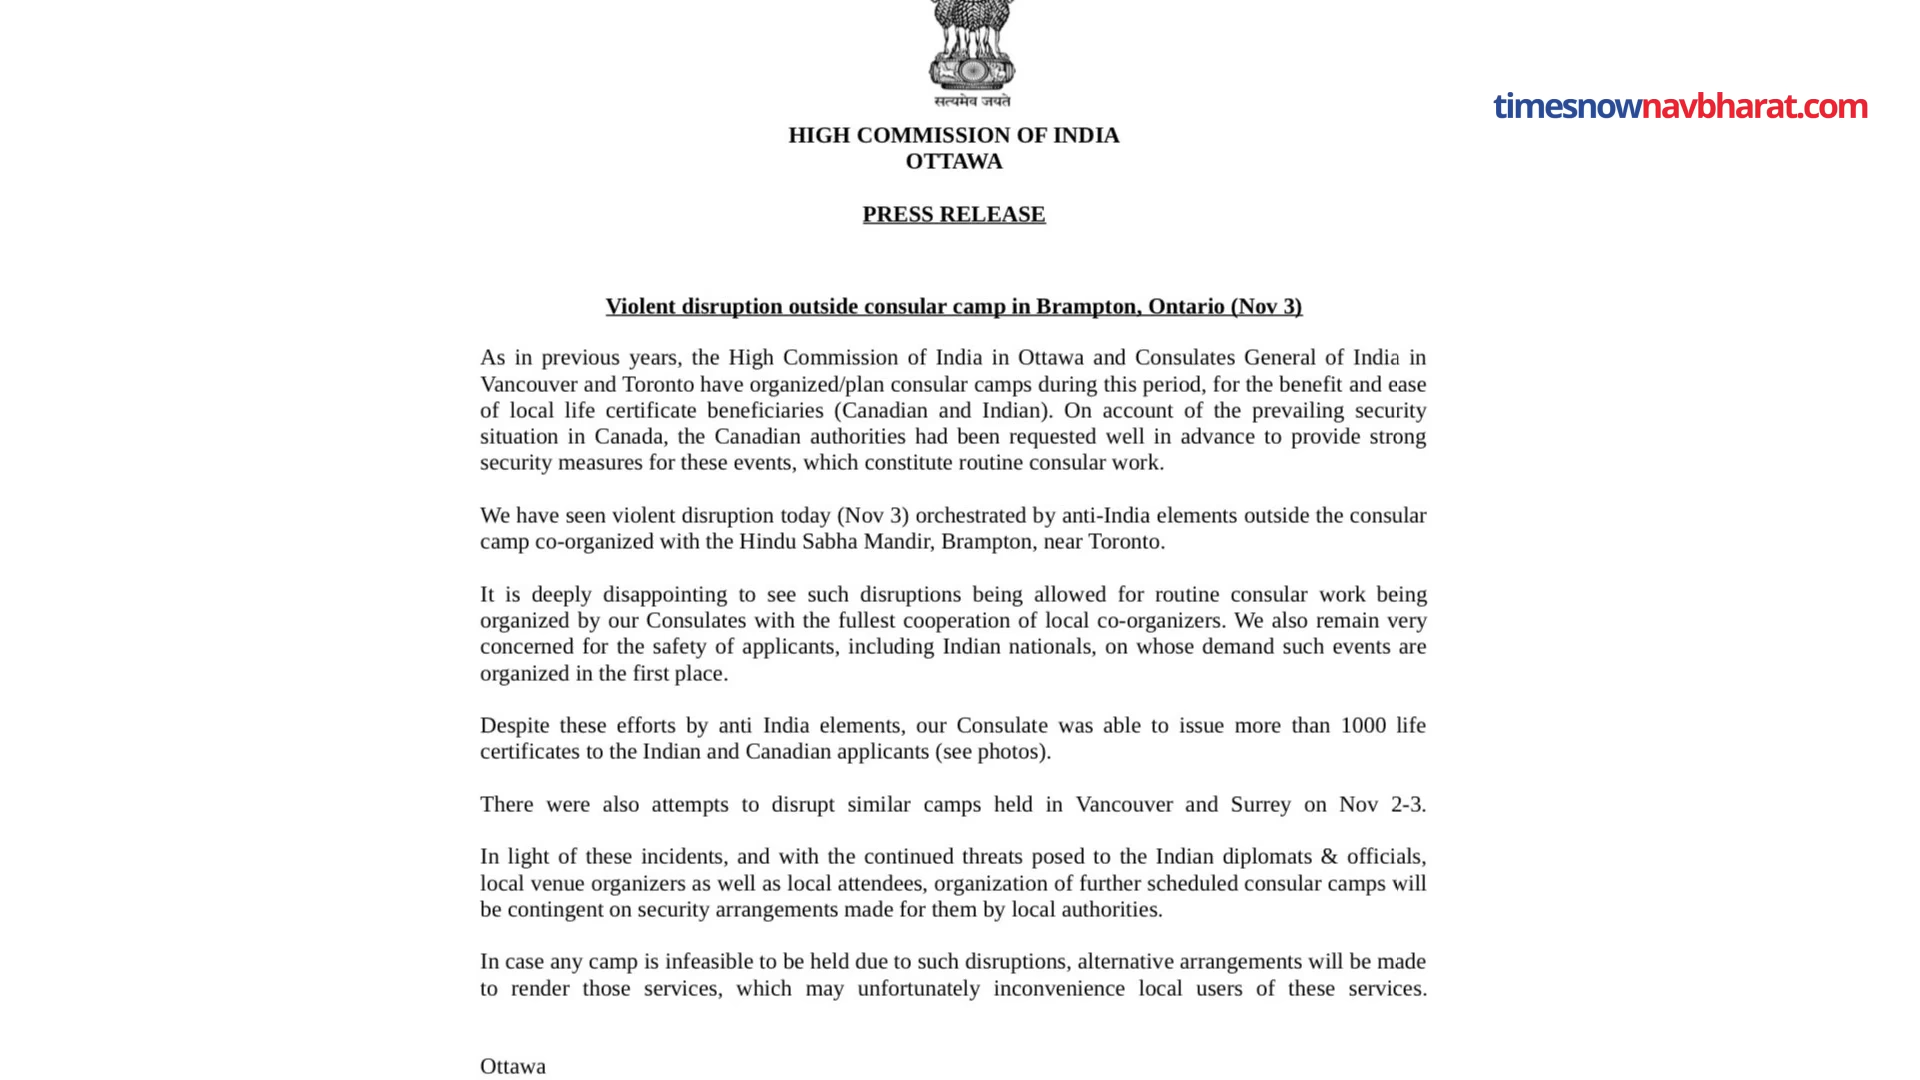 सत्यमेव जयते
timesnownavbharat.com
HIGH COMMISSION OF INDIA
OTTAWA
PRESS RELEASE
Violent disruption outside consular camp in Brampton, Ontario (Nov 3)
As in previous years, the High Commission of India in Ottawa and Consulates General of India in
Vancouver and Toronto have organized/plan consular camps during this period, for the benefit and ease
of local life certificate beneficiaries (Canadian and Indian). On account of the prevailing security
situation in Canada, the Canadian authorities had been requested well in advance to provide strong
security measures for these events, which constitute routine consular work.
We have seen violent disruption today (Nov 3) orchestrated by anti-India elements outside the consular
camp co-organized with the Hindu Sabha Mandir, Brampton, near Toronto.
It is deeply disappointing to see such disruptions being allowed for routine consular work being
organized by our Consulates with the fullest cooperation of local co-organizers. We also remain very
concerned for the safety of applicants, including Indian nationals, on whose demand such events are
organized in the first place.
Despite these efforts by anti India elements, our Consulate was able to issue more than 1000 life
certificates to the Indian and Canadian applicants (see photos).
There were also attempts to disrupt similar camps held in Vancouver and Surrey on Nov 2-3.
In light of these incidents, and with the continued threats posed to the Indian diplomats & officials,
local venue organizers as well as local attendees, organization of further scheduled consular camps will
be contingent on security arrangements made for them by local authorities.
In case any camp is infeasible to be held due to such disruptions, alternative arrangements will be made
to render those services, which may unfortunately inconvenience local users of these services.
Ottawa